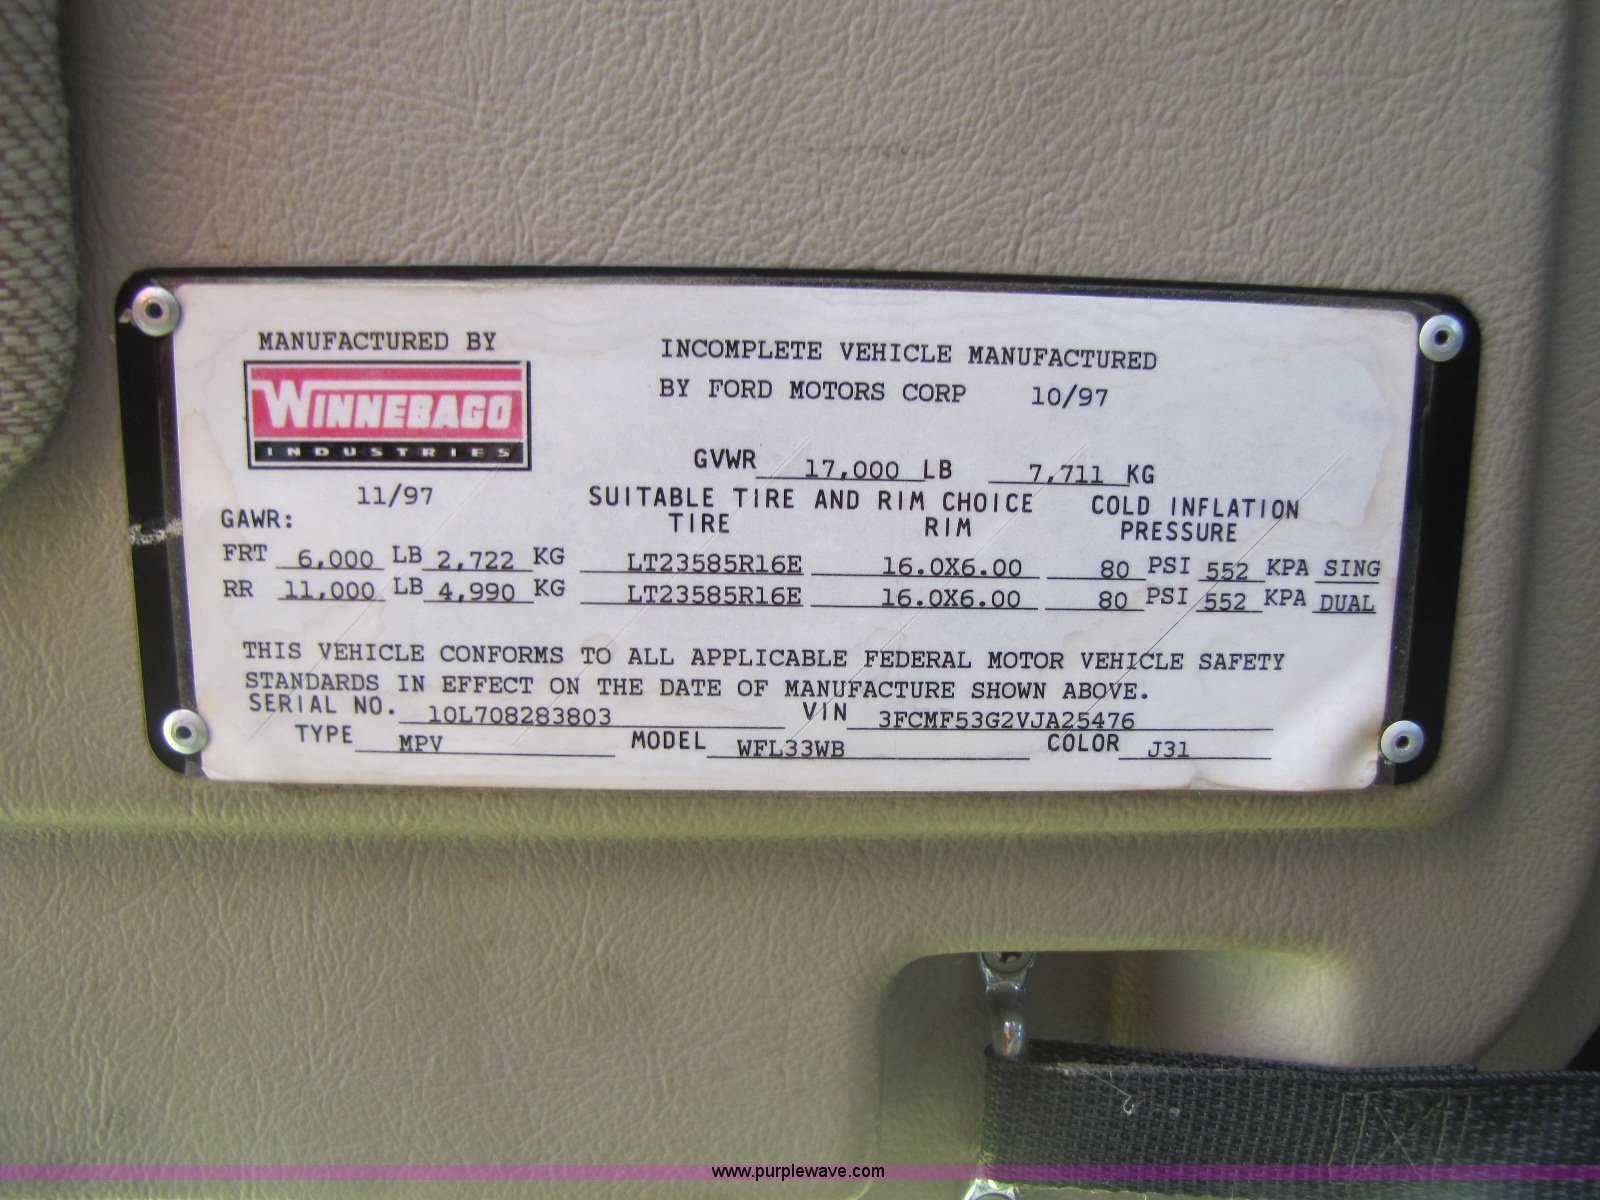 MANUFACTURED BY
WINNEBAGO
INDUSTRIES
11/97
INCOMPLETE VEHICLE MANUFACTURED
BY FORD MOTORS CORP 10/97
GVWR 17,000 LB 7,711 KG
SUITABLE TIRE AND RIM CHOICE COLD INFLATION
GAWR: TIRE RIM PRESSURE
FRT 6,000 LB 2,722 KG LT23585R16E 16.0X6.00 80 PSI 552 KPA SING
RR 11,000 LB 4,990 KG LT23585R16E 16.0X6.00 80 PSI 552 KPA DUAL
THIS VEHICLE CONFORMS TO ALL APPLICABLE FEDERAL MOTOR VEHICLE SAFETY
STANDARDS IN EFFECT ON THE DATE OF MANUFACTURE SHOWN ABOVE.
SERIAL NO. 10L708283803 VIN 3FCMF53G2VJA25476
TYPE MPV MODEL WFL33WB COLOR J31
www.purplewave.com